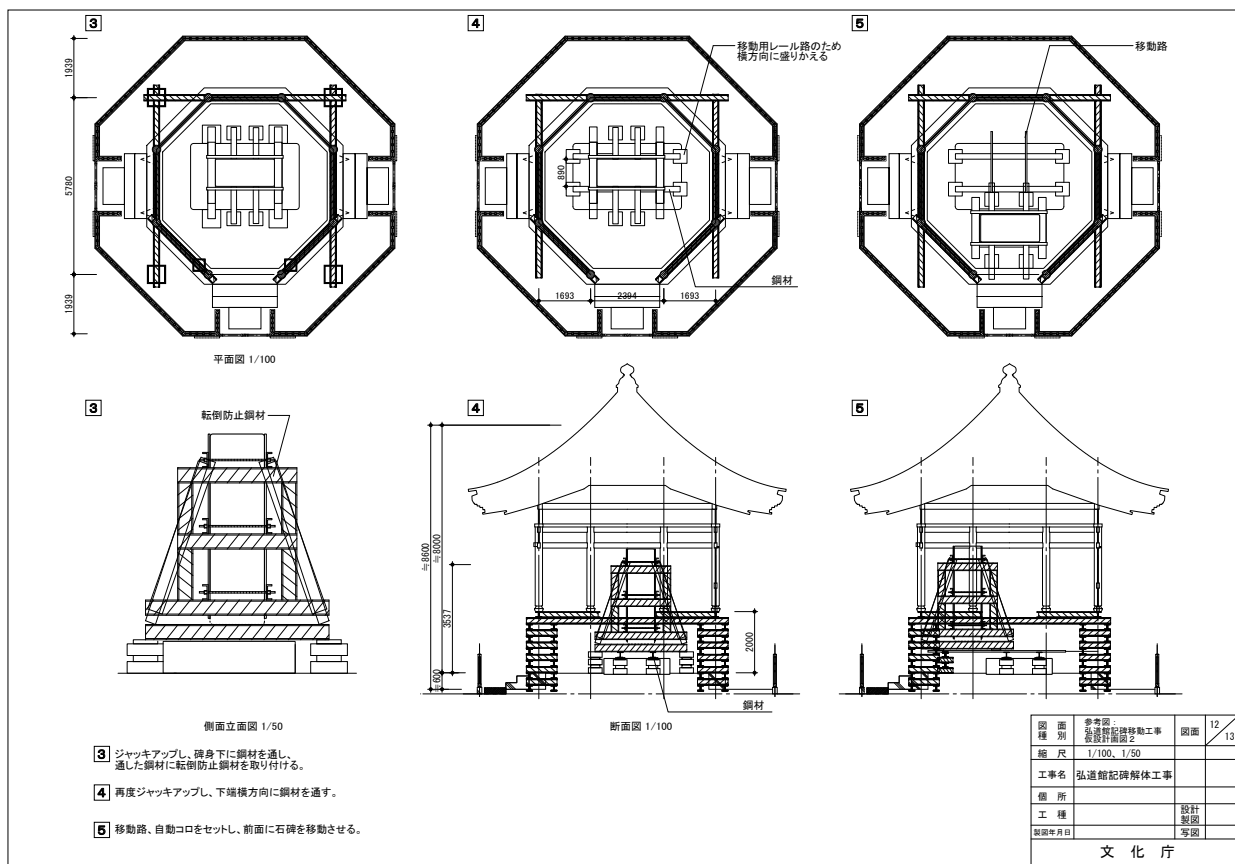 3
4
5
移動用レール路のため
横方向に盛りかえる
移動路
1939
5780
1939
890
鋼材
1693
2394
1693
平面図 1/100
3
4
5
転倒防止鋼材
≒8600
≒8000
3537
≒600
2000
鋼材
側面立面図 1/50
断面図 1/100
3 ジャッキアップし、碑身下に鋼材を通し、
通した鋼材に転倒防止鋼材を取り付ける。
4 再度ジャッキアップし、下端横方向に鋼材を通す。
5 移動路、自動コロをセットし、前面に石碑を移動させる。
図面種別 参考図:
弘道館記碑移動工事
仮設計画図2
図面 12/13
縮尺 1/100、1/50
工事名 弘道館記碑解体工事
個所
工種 設計製図
製図年月日 写図
文化庁